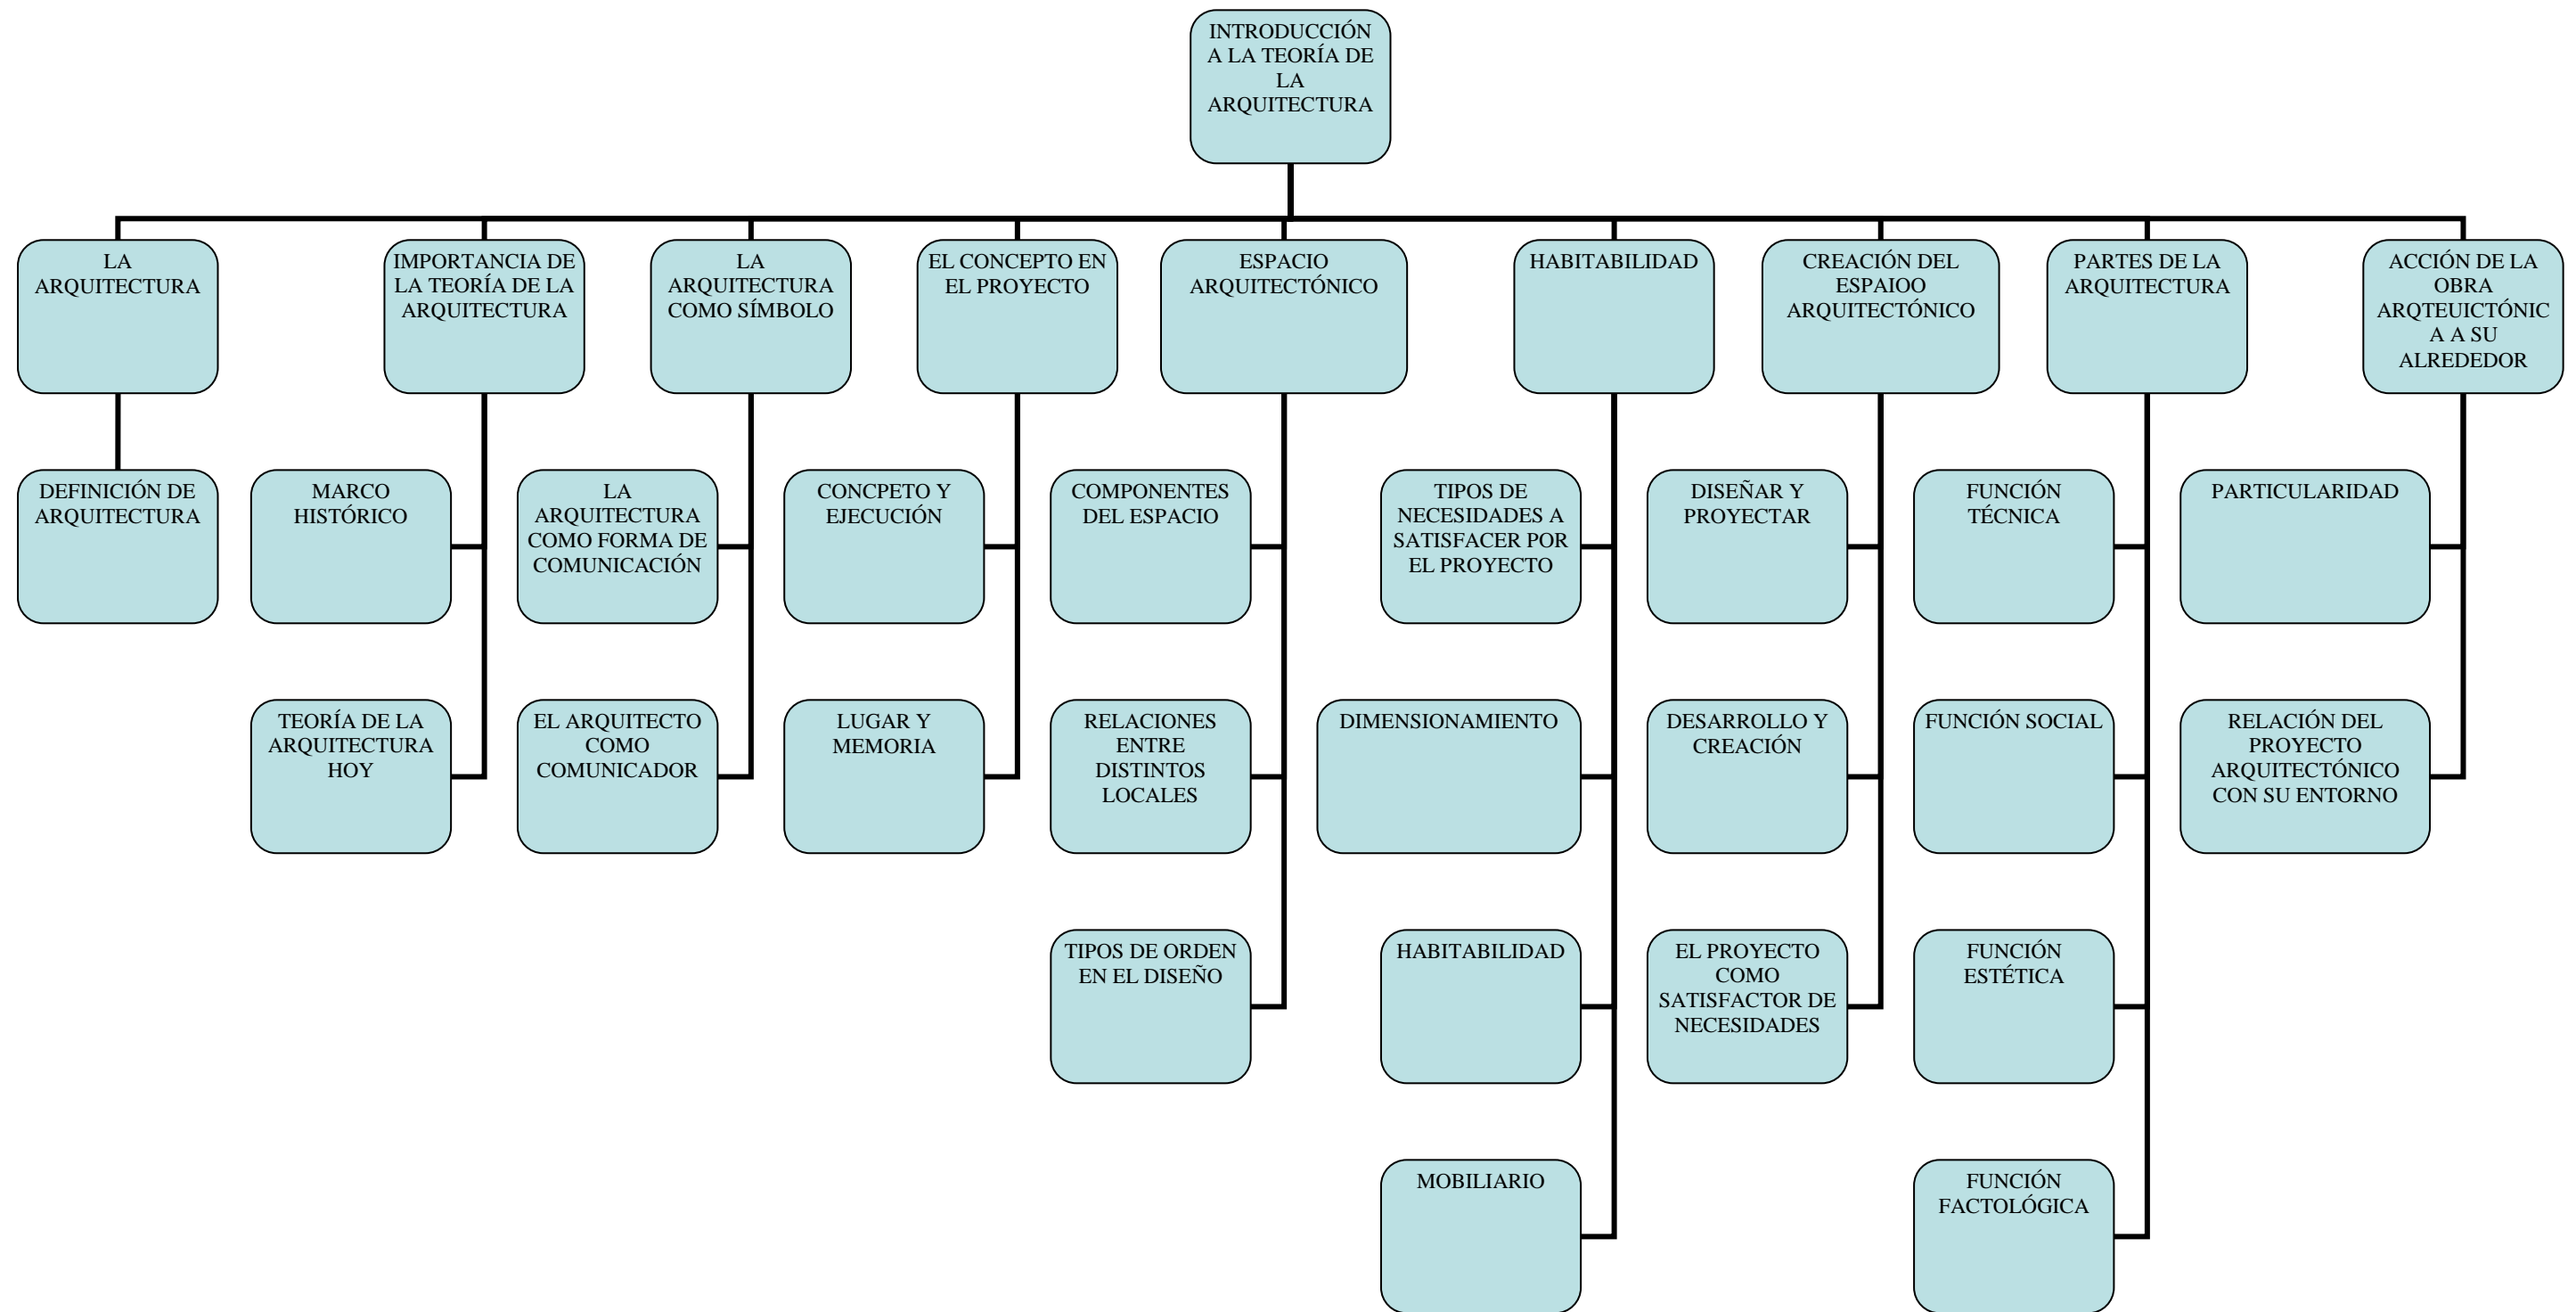 INTRODUCCIÓN
A LA TEORÍA DE
LA
ARQUITECTURA
LA
ARQUITECTURA
IMPORTANCIA DE
LA TEORÍA DE LA
ARQUITECTURA
LA
ARQUITECTURA
COMO SÍMBOLO
EL CONCEPTO EN
EL PROYECTO
ESPACIO
ARQUITECTÓNICO
HABITABILIDAD
CREACIÓN DEL
ESPAIOO
ARQUITECTÓNICO
PARTES DE LA
ARQUITECTURA
ACCIÓN DE LA
OBRA
ARQTEUICTÓNIC
A A SU
ALREDEDOR
DEFINICIÓN DE
ARQUITECTURA
MARCO
HISTÓRICO
LA
ARQUITECTURA
COMO FORMA DE
COMUNICACIÓN
CONCPETO Y
EJECUCIÓN
COMPONENTES
DEL ESPACIO
TIPOS DE
NECESIDADES A
SATISFACER POR
EL PROYECTO
DISEÑAR Y
PROYECTAR
FUNCIÓN
TÉCNICA
PARTICULARIDAD
TEORÍA DE LA
ARQUITECTURA
HOY
EL ARQUITECTO
COMO
COMUNICADOR
LUGAR Y
MEMORIA
RELACIONES
ENTRE
DISTINTOS
LOCALES
DIMENSIONAMIENTO
DESARROLLO Y
CREACIÓN
FUNCIÓN SOCIAL
RELACIÓN DEL
PROYECTO
ARQUITECTÓNICO
CON SU ENTORNO
TIPOS DE ORDEN
EN EL DISEÑO
HABITABILIDAD
EL PROYECTO
COMO
SATISFACTOR DE
NECESIDADES
FUNCIÓN
ESTÉTICA
MOBILIARIO
FUNCIÓN
FACTOLÓGICA